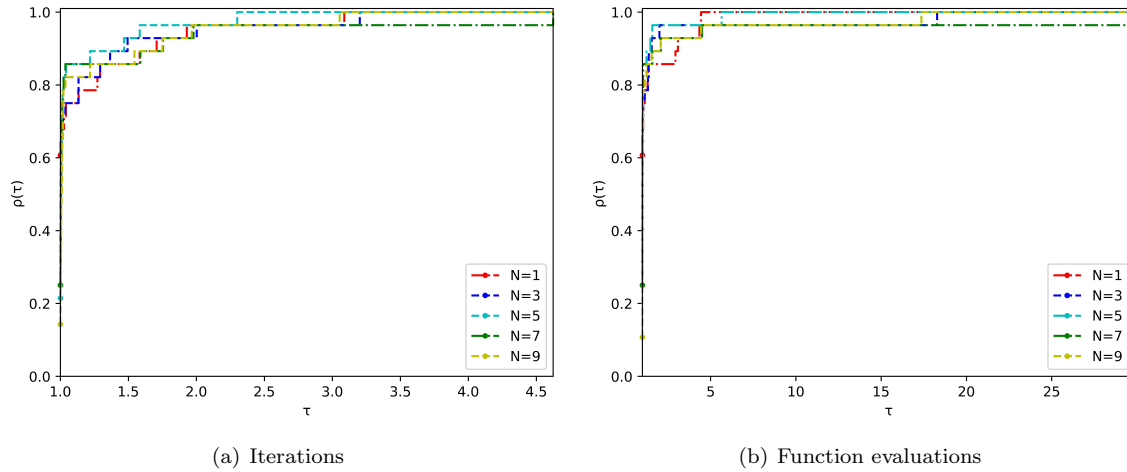 1.0
0.8
0.6
0.4
0.2
0.0
ρ(τ)
1.0 1.5 2.0 2.5 3.0 3.5 4.0 4.5
τ
N=1
N=3
N=5
N=7
N=9
(a) Iterations
1.0
0.8
0.6
0.4
0.2
0.0
ρ(τ)
5 10 15 20 25
τ
N=1
N=3
N=5
N=7
N=9
(b) Function evaluations